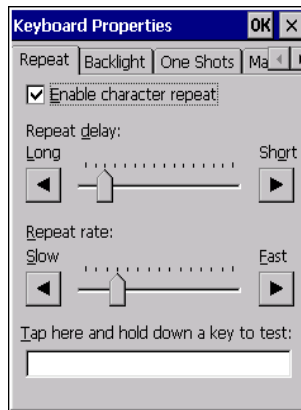 Keyboard Properties OK
Repeat Backlight One Shots Ma
Enable character repeat
Repeat delay:
Long Short
Repeat rate:
Slow Fast
Tap here and hold down a key to test: